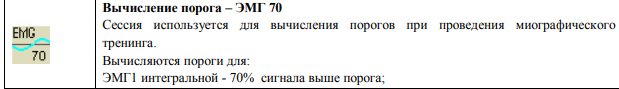 Вычисление порога – ЭМГ 70
Сессия используется для вычисления порогов при проведения миографического
тренинга.
Вычисляются пороги для:
ЭМГ1 интегральной - 70% сигнала выше порога;
EMG
70